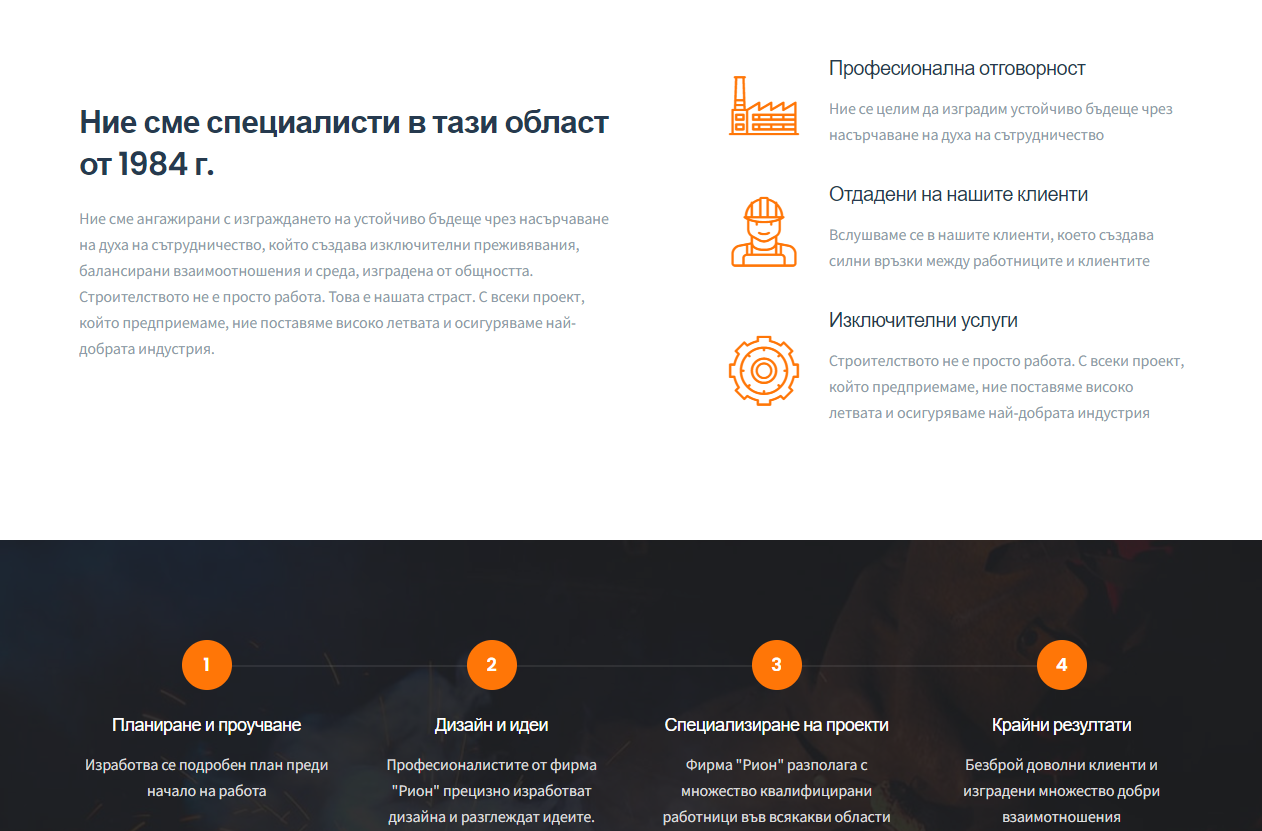 Ние сме специалисти в тази област
от 1984 г.
Ние сме ангажирани с изграждането на устойчиво бъдеще чрез насърчаване
на духа на сътрудничество, който създава изключителни преживявания,
балансирани взаимоотношения и среда, изградена от общността.
Строителството не е просто работа. Това е нашата страст. С всеки проект,
който предприемаме, ние поставяме високо летвата и осигуряваме най-
добрата индустрия.
Професионална отговорност
Ние се целим да изградим устойчиво бъдеще чрез
насърчаване на духа на сътрудничество
Отдадени на нашите клиенти
Вслушваме се в нашите клиенти, което създава
силни връзки между работниците и клиентите
Изключителни услуги
Строителството не е просто работа. С всеки проект,
който предприемаме, ние поставяме високо
летвата и осигуряваме най-добрата индустрия
1
Планиране и проучване
Изработва се подробен план преди
начало на работа
2
Дизайн и идеи
Професионалистите от фирма
"Рион" прецизно изработват
дизайна и разглеждат идеите.
3
Специализиране на проекти
Фирма "Рион" разполага с
множество квалифицирани
работници във всякакви области
4
Крайни резултати
Безброй доволни клиенти и
изградени множество добри
взаимоотношения